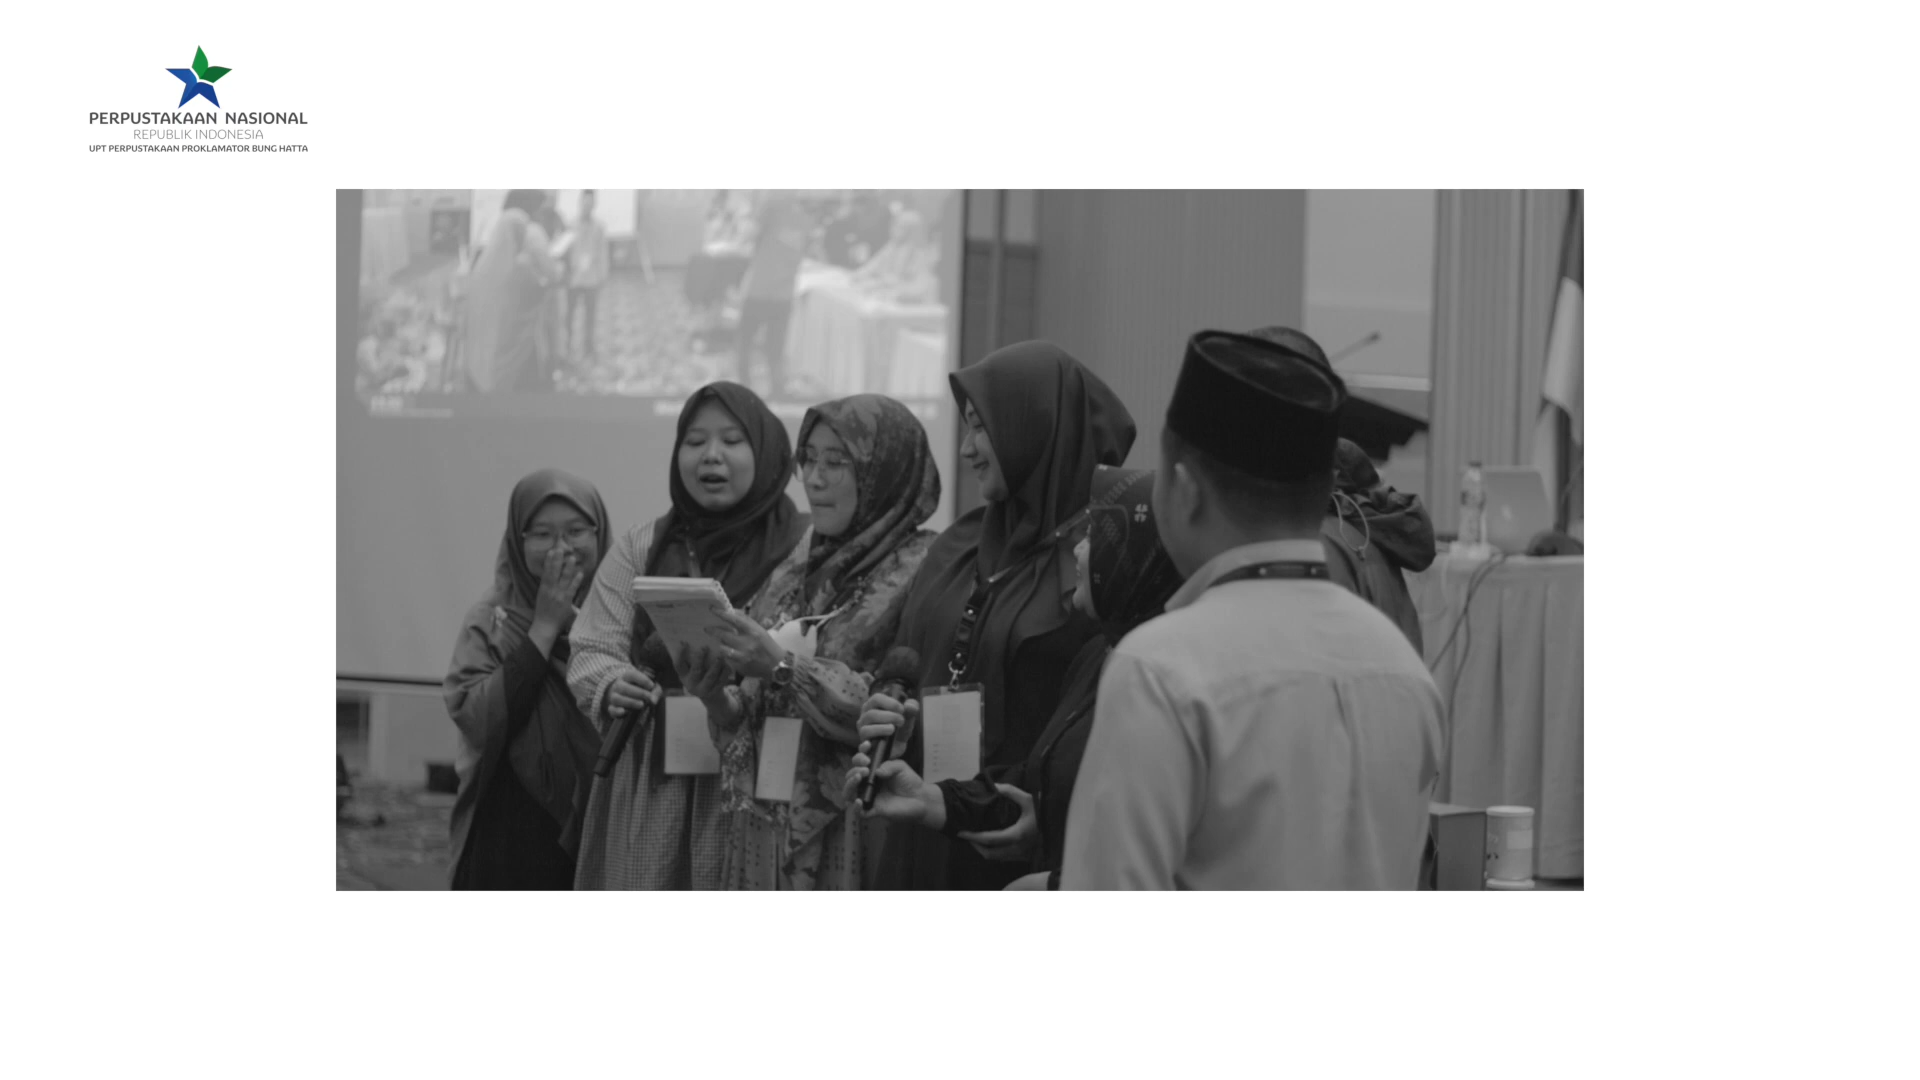 PERPUSTAKAAN NASIONAL
REPUBLIK INDONESIA
UPT PERPUSTAKAAN PROKLAMATOR BUNG HATTA